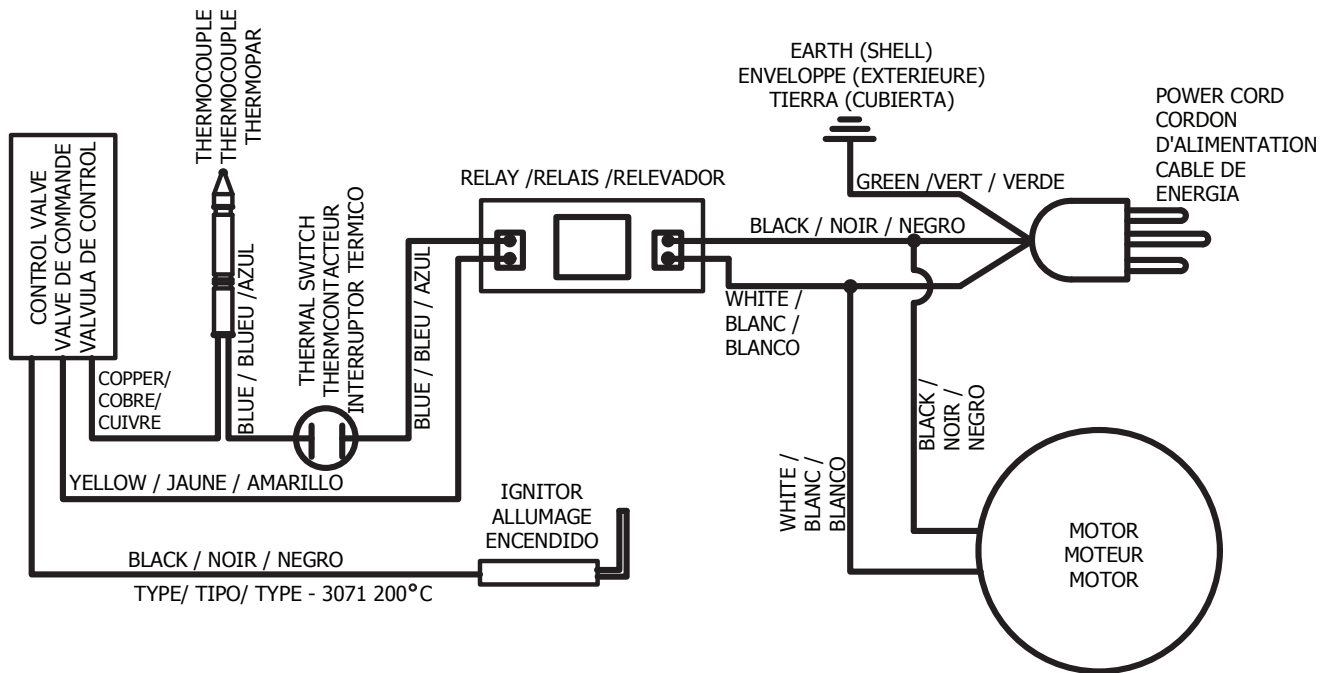 THERMOCOUPLE
THERMOCOUPLE
THERMOPAR
EARTH (SHELL)
ENVELOPPE (EXTERIEURE)
TIERRA (CUBIERTA)
POWER CORD
CORDON
D'ALIMENTATION
CABLE DE
ENERGIA
CONTROL VALVE
VALVE DE COMMANDE
VALVULA DE CONTROL
RELAY /RELAIS /RELEVADOR
GREEN /VERT / VERDE
BLACK / NOIR / NEGRO
WHITE /
BLANC /
BLANCO
BLUE / BLUEU /AZUL
THERMAL SWITCH
THERMCONTACTEUR
INTERRUPTOR TERMICO
BLUE / BLEU / AZUL
COPPER/
COBRE/
CUIVRE
YELLOW / JAUNE / AMARILLO
BLACK /
NOIR /
NEGRO
WHITE /
BLANC /
BLANCO
IGNITOR
ALLUMAGE
ENCENDIDO
BLACK / NOIR / NEGRO
TYPE/ TIPO/ TYPE - 3071 200°C
MOTOR
MOTEUR
MOTOR